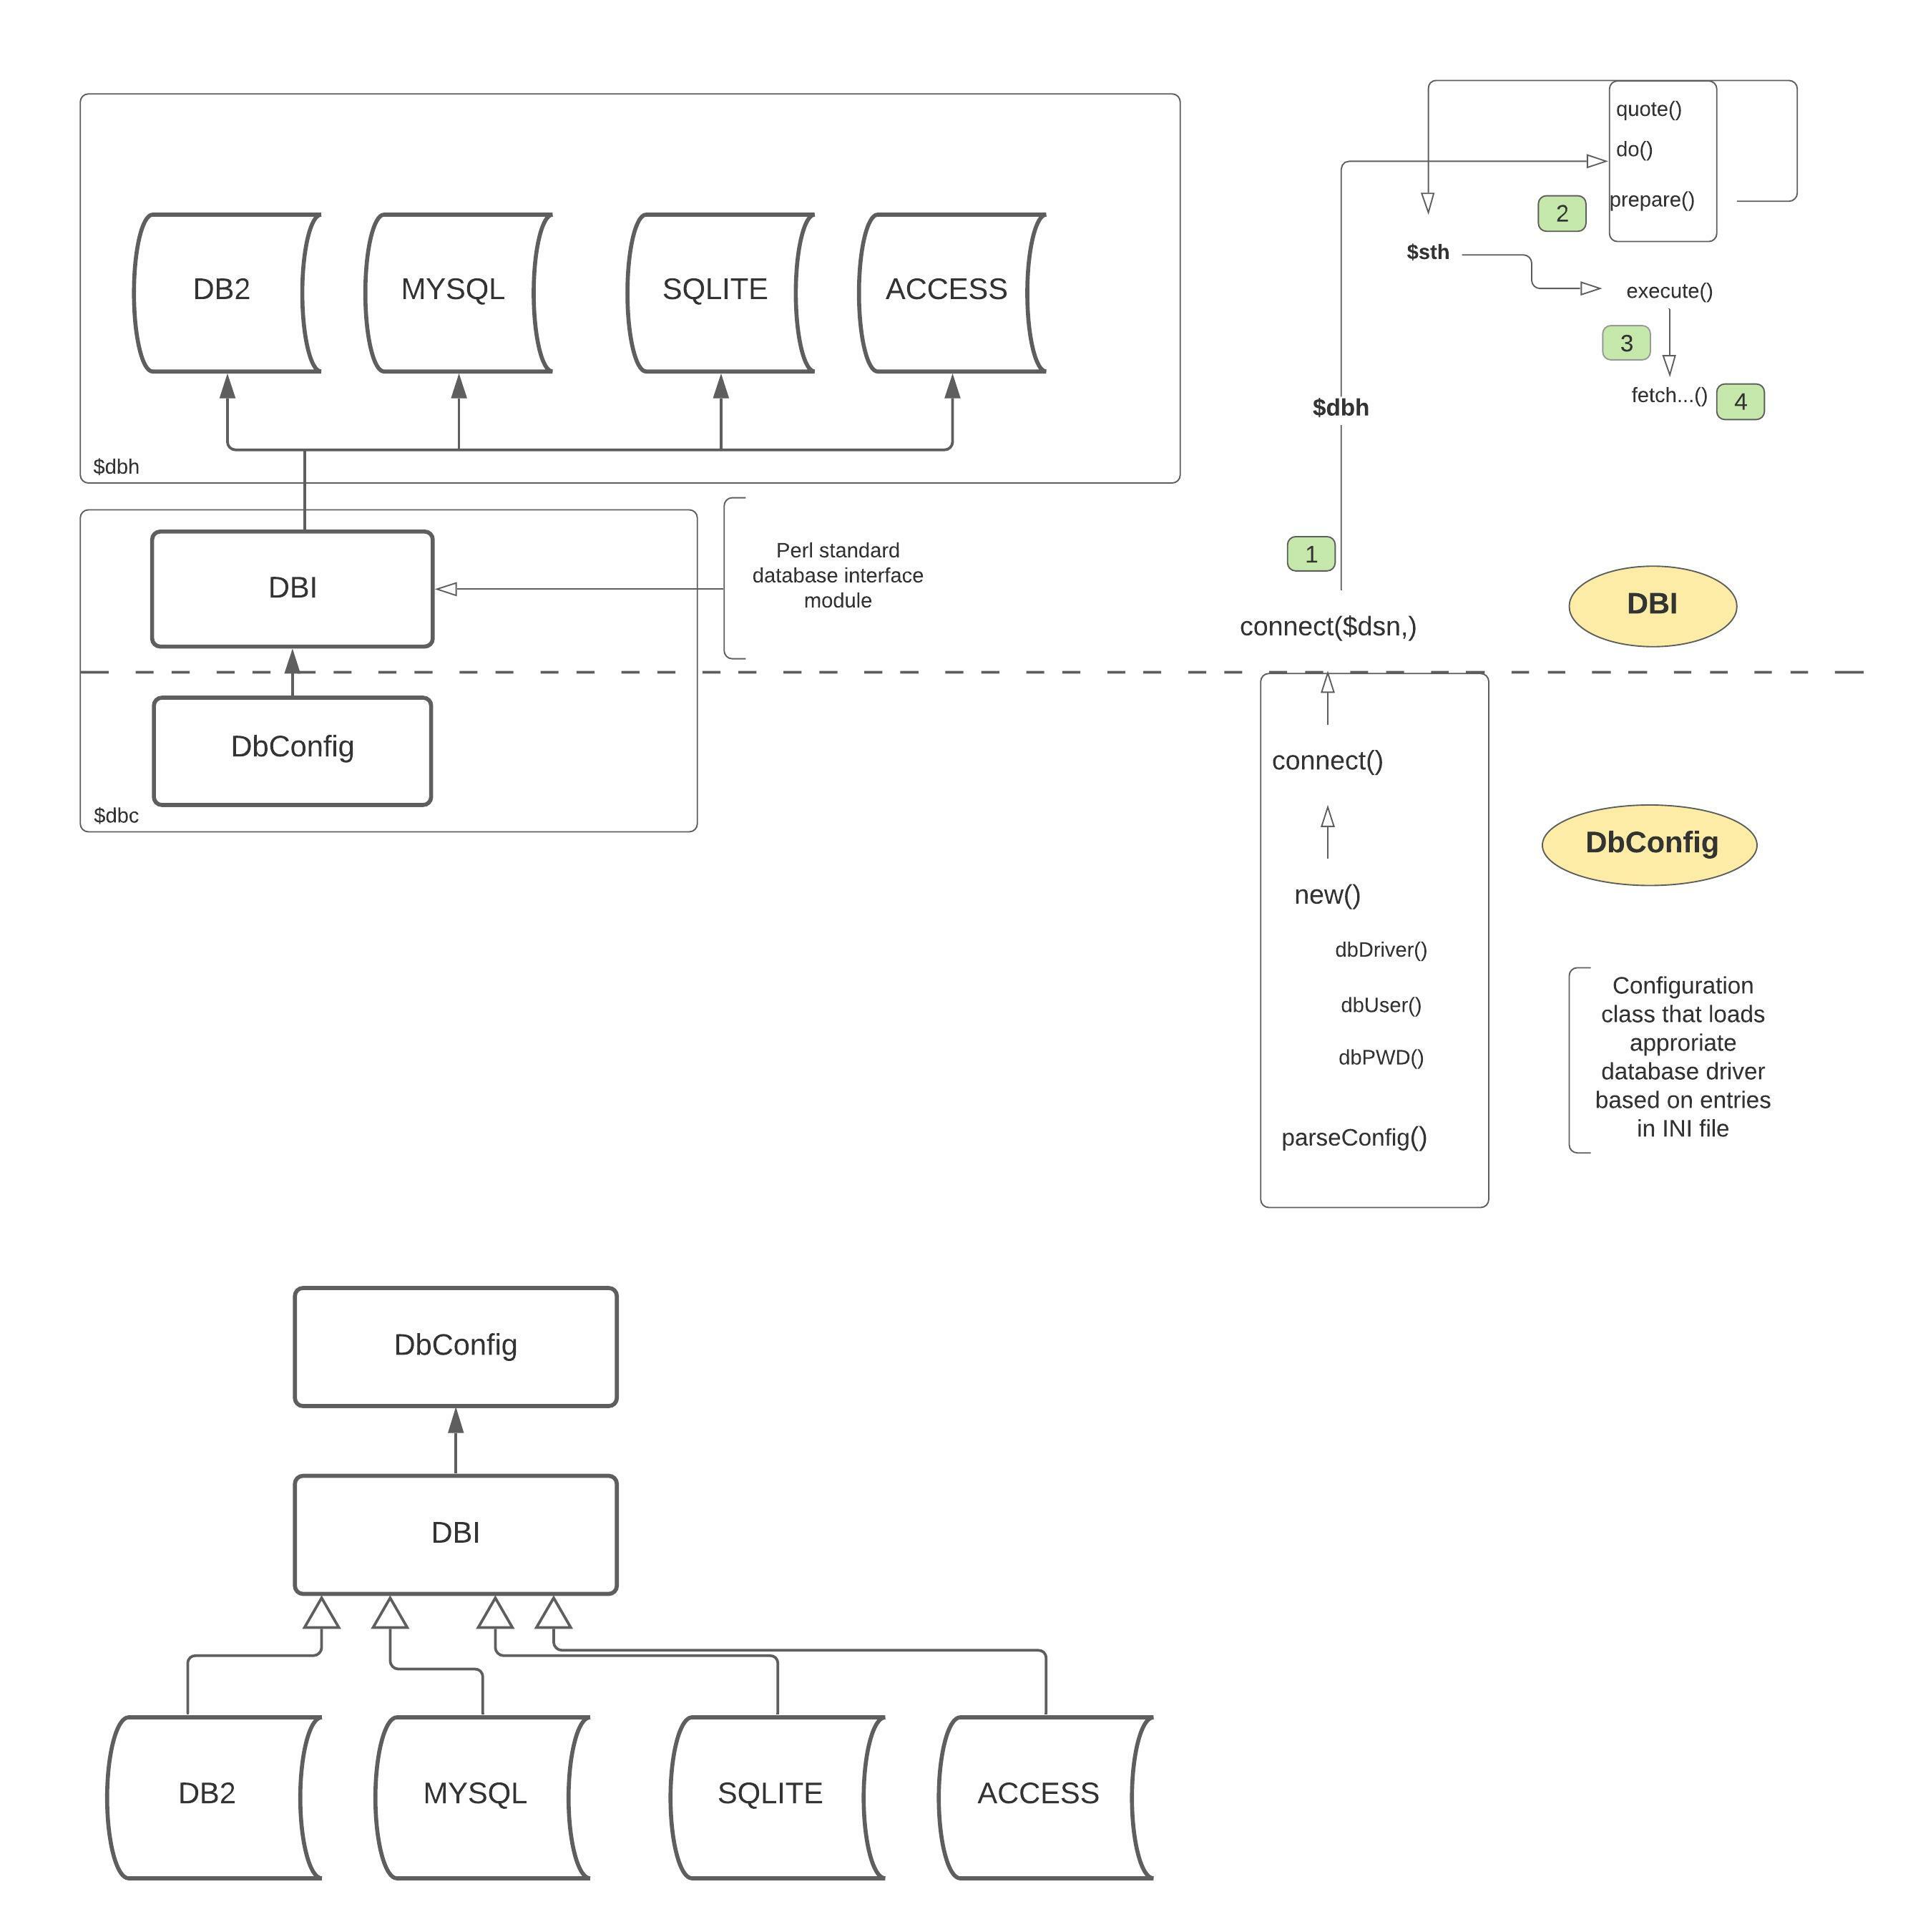 quote()
do()
prepare()
2
$sth
execute()
3
fetch...()
4
DB2
MYSQL
SQLITE
ACCESS
$dbh
$dbh
DBI
Perl standard
database interface
module
1
connect($dsn,)
DBI
DbConfig
$dbc
connect()
new()
dbDriver()
dbUser()
dbPWD()
parseConfig()
DbConfig
Configuration
class that loads
approriate
database driver
based on entries
in INI file
DbConfig
DBI
DB2
MYSQL
SQLITE
ACCESS